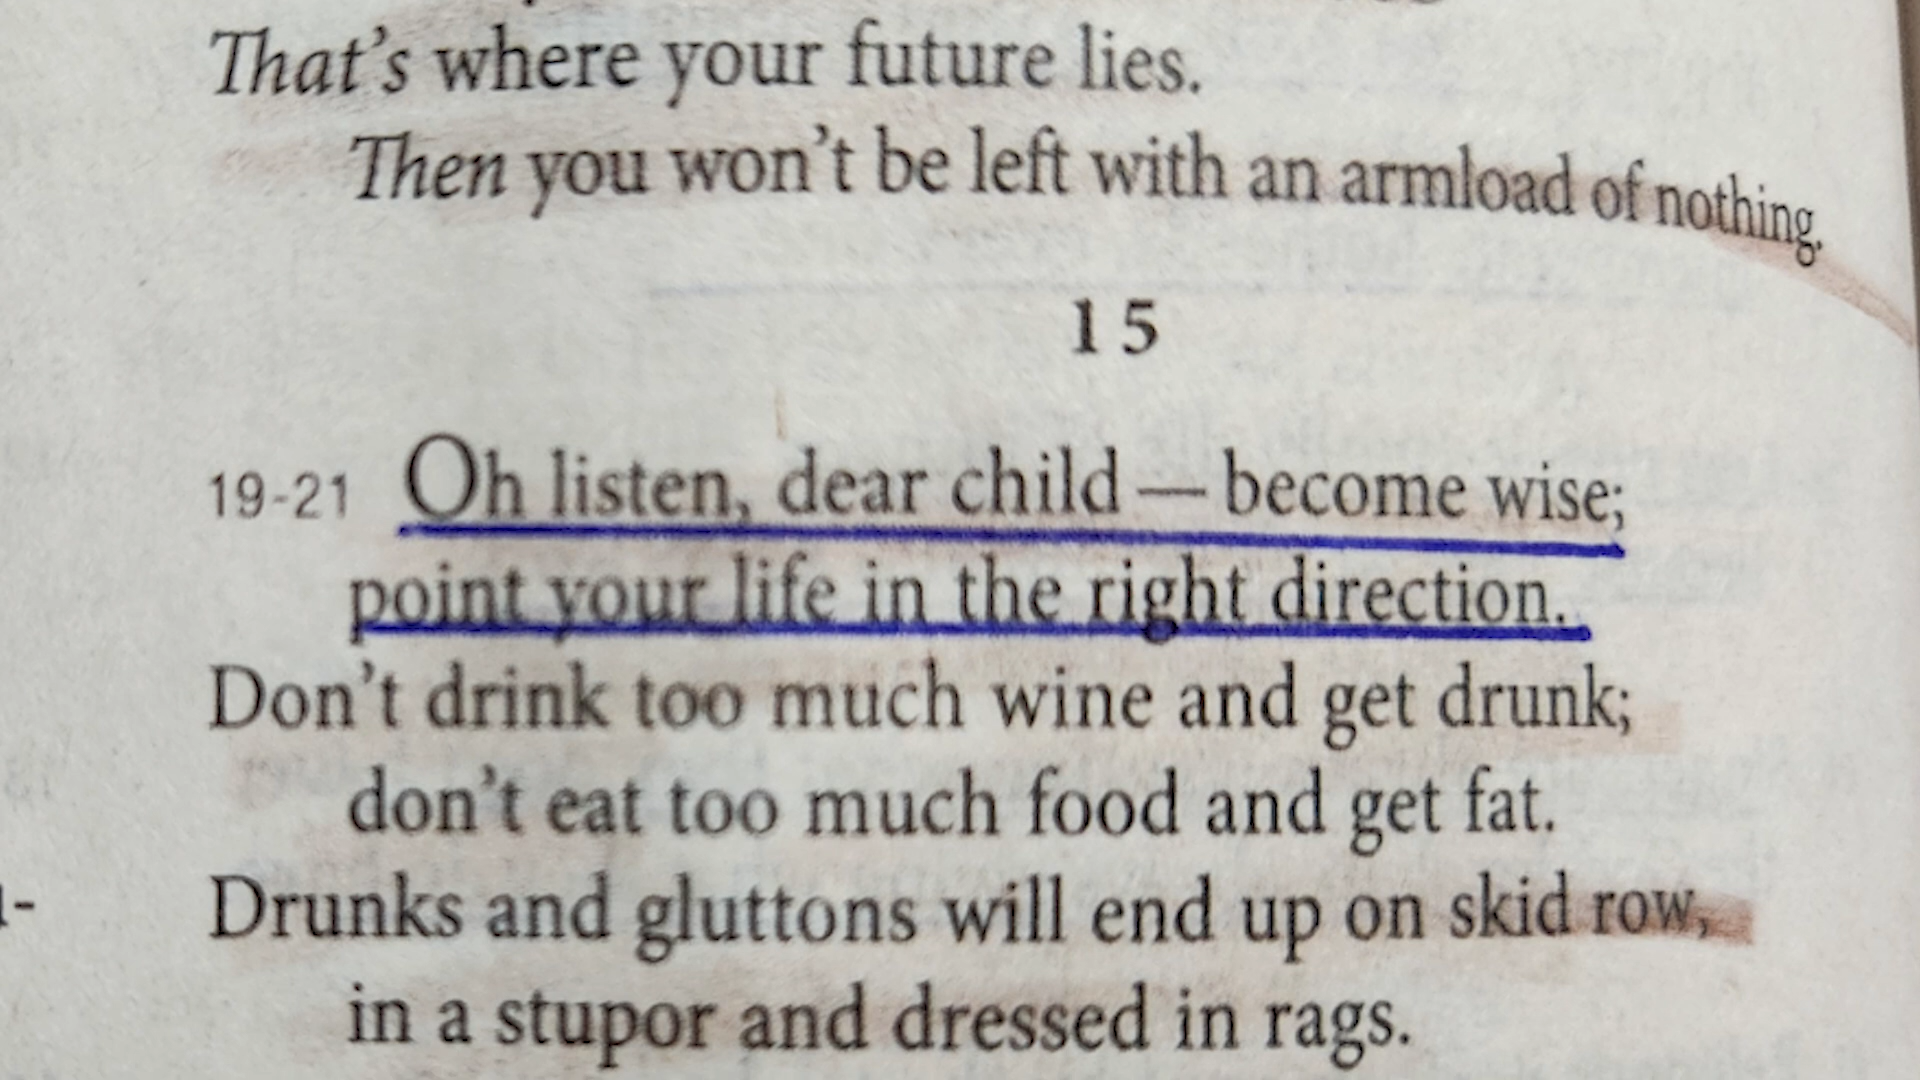 That's where your future lies.
Then you won't be left with an armload of nothing.
15
19-21 Oh listen, dear child — become wise;
point your life in the right direction.
Don't drink too much wine and get drunk;
don't eat too much food and get fat.
Drunks and gluttons will end up on skid row,
in a stupor and dressed in rags.